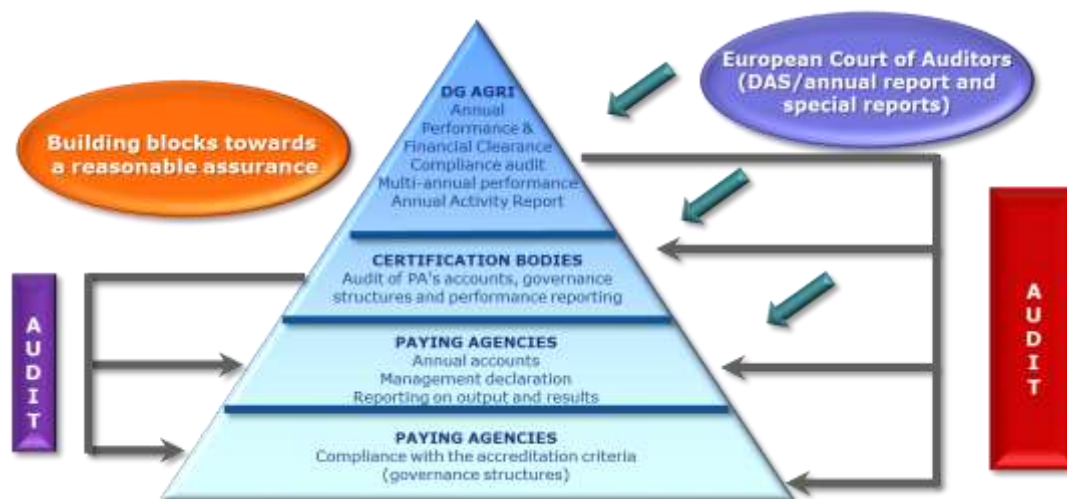 European Court of Auditors
(DAS/annual report and
special reports)
Building blocks towards
a reasonable assurance
DG AGRI
Annual
Performance &
Financial Clearance
Compliance audit
Multi-annual performance
Annual Activity Report
CERTIFICATION BODIES
Audit of PA's accounts, governance
structures and performance reporting
PAYING AGENCIES
Annual accounts
Management declaration
Reporting on output and results
PAYING AGENCIES
Compliance with the accreditation criteria
(governance structures)
AUDIT
AUDIT